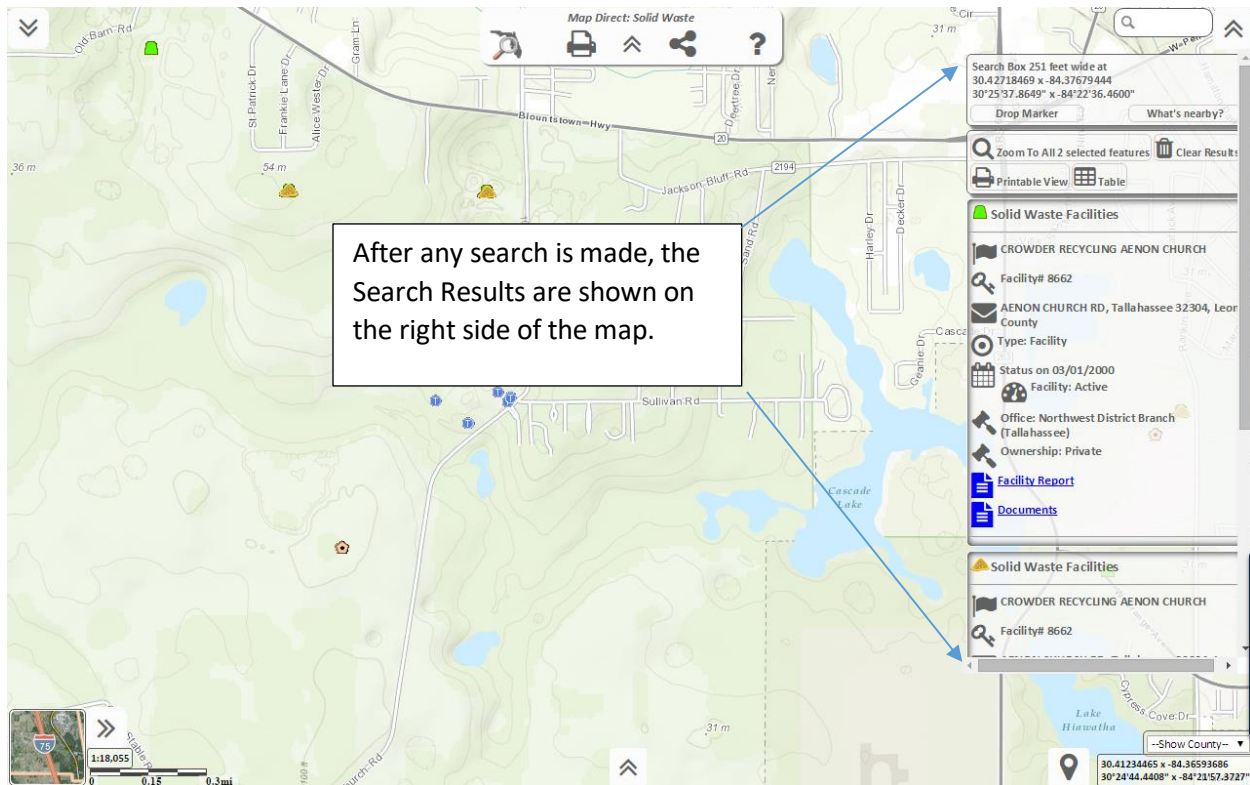 Map Direct: Solid Waste
?
Old-Barn-Rd
Gram-Ln
St-Patrick-Dr
Frankie-Lane-Dr
Alice-Wester-Dr
Blountstown-Hwy
Deertree-Dr
Cir
31 m
20
2194
36 m
54 m
Jackson-Bluff-Rd
Sand Rd
Harley-Dr
Decker-Dr
After any search is made, the
Search Results are shown on
the right side of the map.
Geanie-Dr
Sullivan-Rd
Cascade
Lake
Search Box 251 feet wide at
30.42718469 x -84.37679444
30°25'37.8649" x -84°22'36.4600"
Drop Marker What's nearby?
Zoom To All 2 selected features Clear Results
Printable View Table
Solid Waste Facilities
CROWDER RECYCLING AENON CHURCH
Facility# 8662
AENON CHURCH RD, Tallahassee 32304, Leon
County
Type: Facility
Status on 03/01/2000
Facility: Active
Office: Northwest District Branch
(Tallahassee)
Ownership: Private
Facility Report
Documents
Solid Waste Facilities
CROWDER RECYCLING AENON CHURCH
Facility# 8662
31 m
Lake
Hiawatha
Cypress-Cove-Dr
--Show County--
75
1:18,055
0 0.15 0.3mi
Stable-R
100 ft
hurch-Rd
30.41234465 x -84.36593686
30°24'44.4408" x -84°21'57.3727"